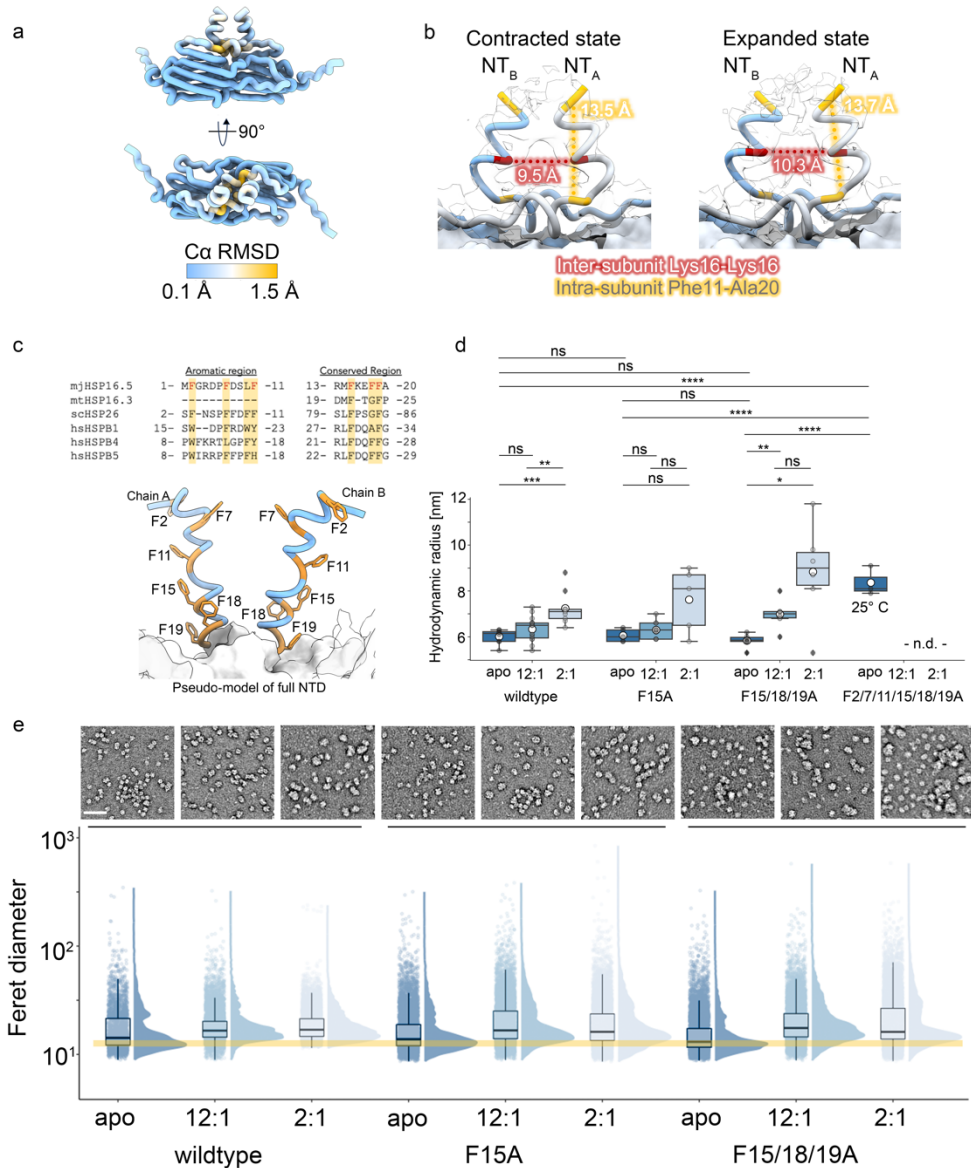 a
90°
Cα RMSD
0.1 Å 1.5 Å
b
Contracted state Expanded state
NTB NTA NTB NTA
13.5 Å 13.7 Å
9.5 Å 10.3 Å
Inter-subunit Lys16-Lys16
Intra-subunit Phe11-Ala20
c
Aromatic region Conserved Region
mjHSP16.5 1- MFGRDPFDSLF -11 13- RMFKEFFA -20
mtHSP16.3 ----------- 19- DMF-TGFP -25
scHSP26 2- SF-NSPFFDFF -11 79- SLFPSGFG -86
hsHSPB1 15- SW--DPFRDWY -23 27- RLFDQAFG -34
hsHSPB4 8- PWFKRTLGPFY -18 21- RLFDQFFG -28
hsHSPB5 8- PWIRRPFFPFH -18 22- RLFDQFFG -29
Chain A Chain B
F2 F7 F7 F2
F11 F11
F15 F15
F18 F18
F19 F19
Pseudo-model of full NTD
d
ns
ns
****
ns
****
****
** ns ** ns
** ns
*** ns *
Hydrodynamic radius [nm]
12
10
8
6
25° C
- n.d. -
apo 12:1 2:1 apo 12:1 2:1 apo 12:1 2:1 apo 12:1 2:1
wildtype F15A F15/18/19A F2/7/11/15/18/19A
e
Feret diameter
10³
10²
10¹
apo 12:1 2:1 apo 12:1 2:1 apo 12:1 2:1
wildtype F15A F15/18/19A